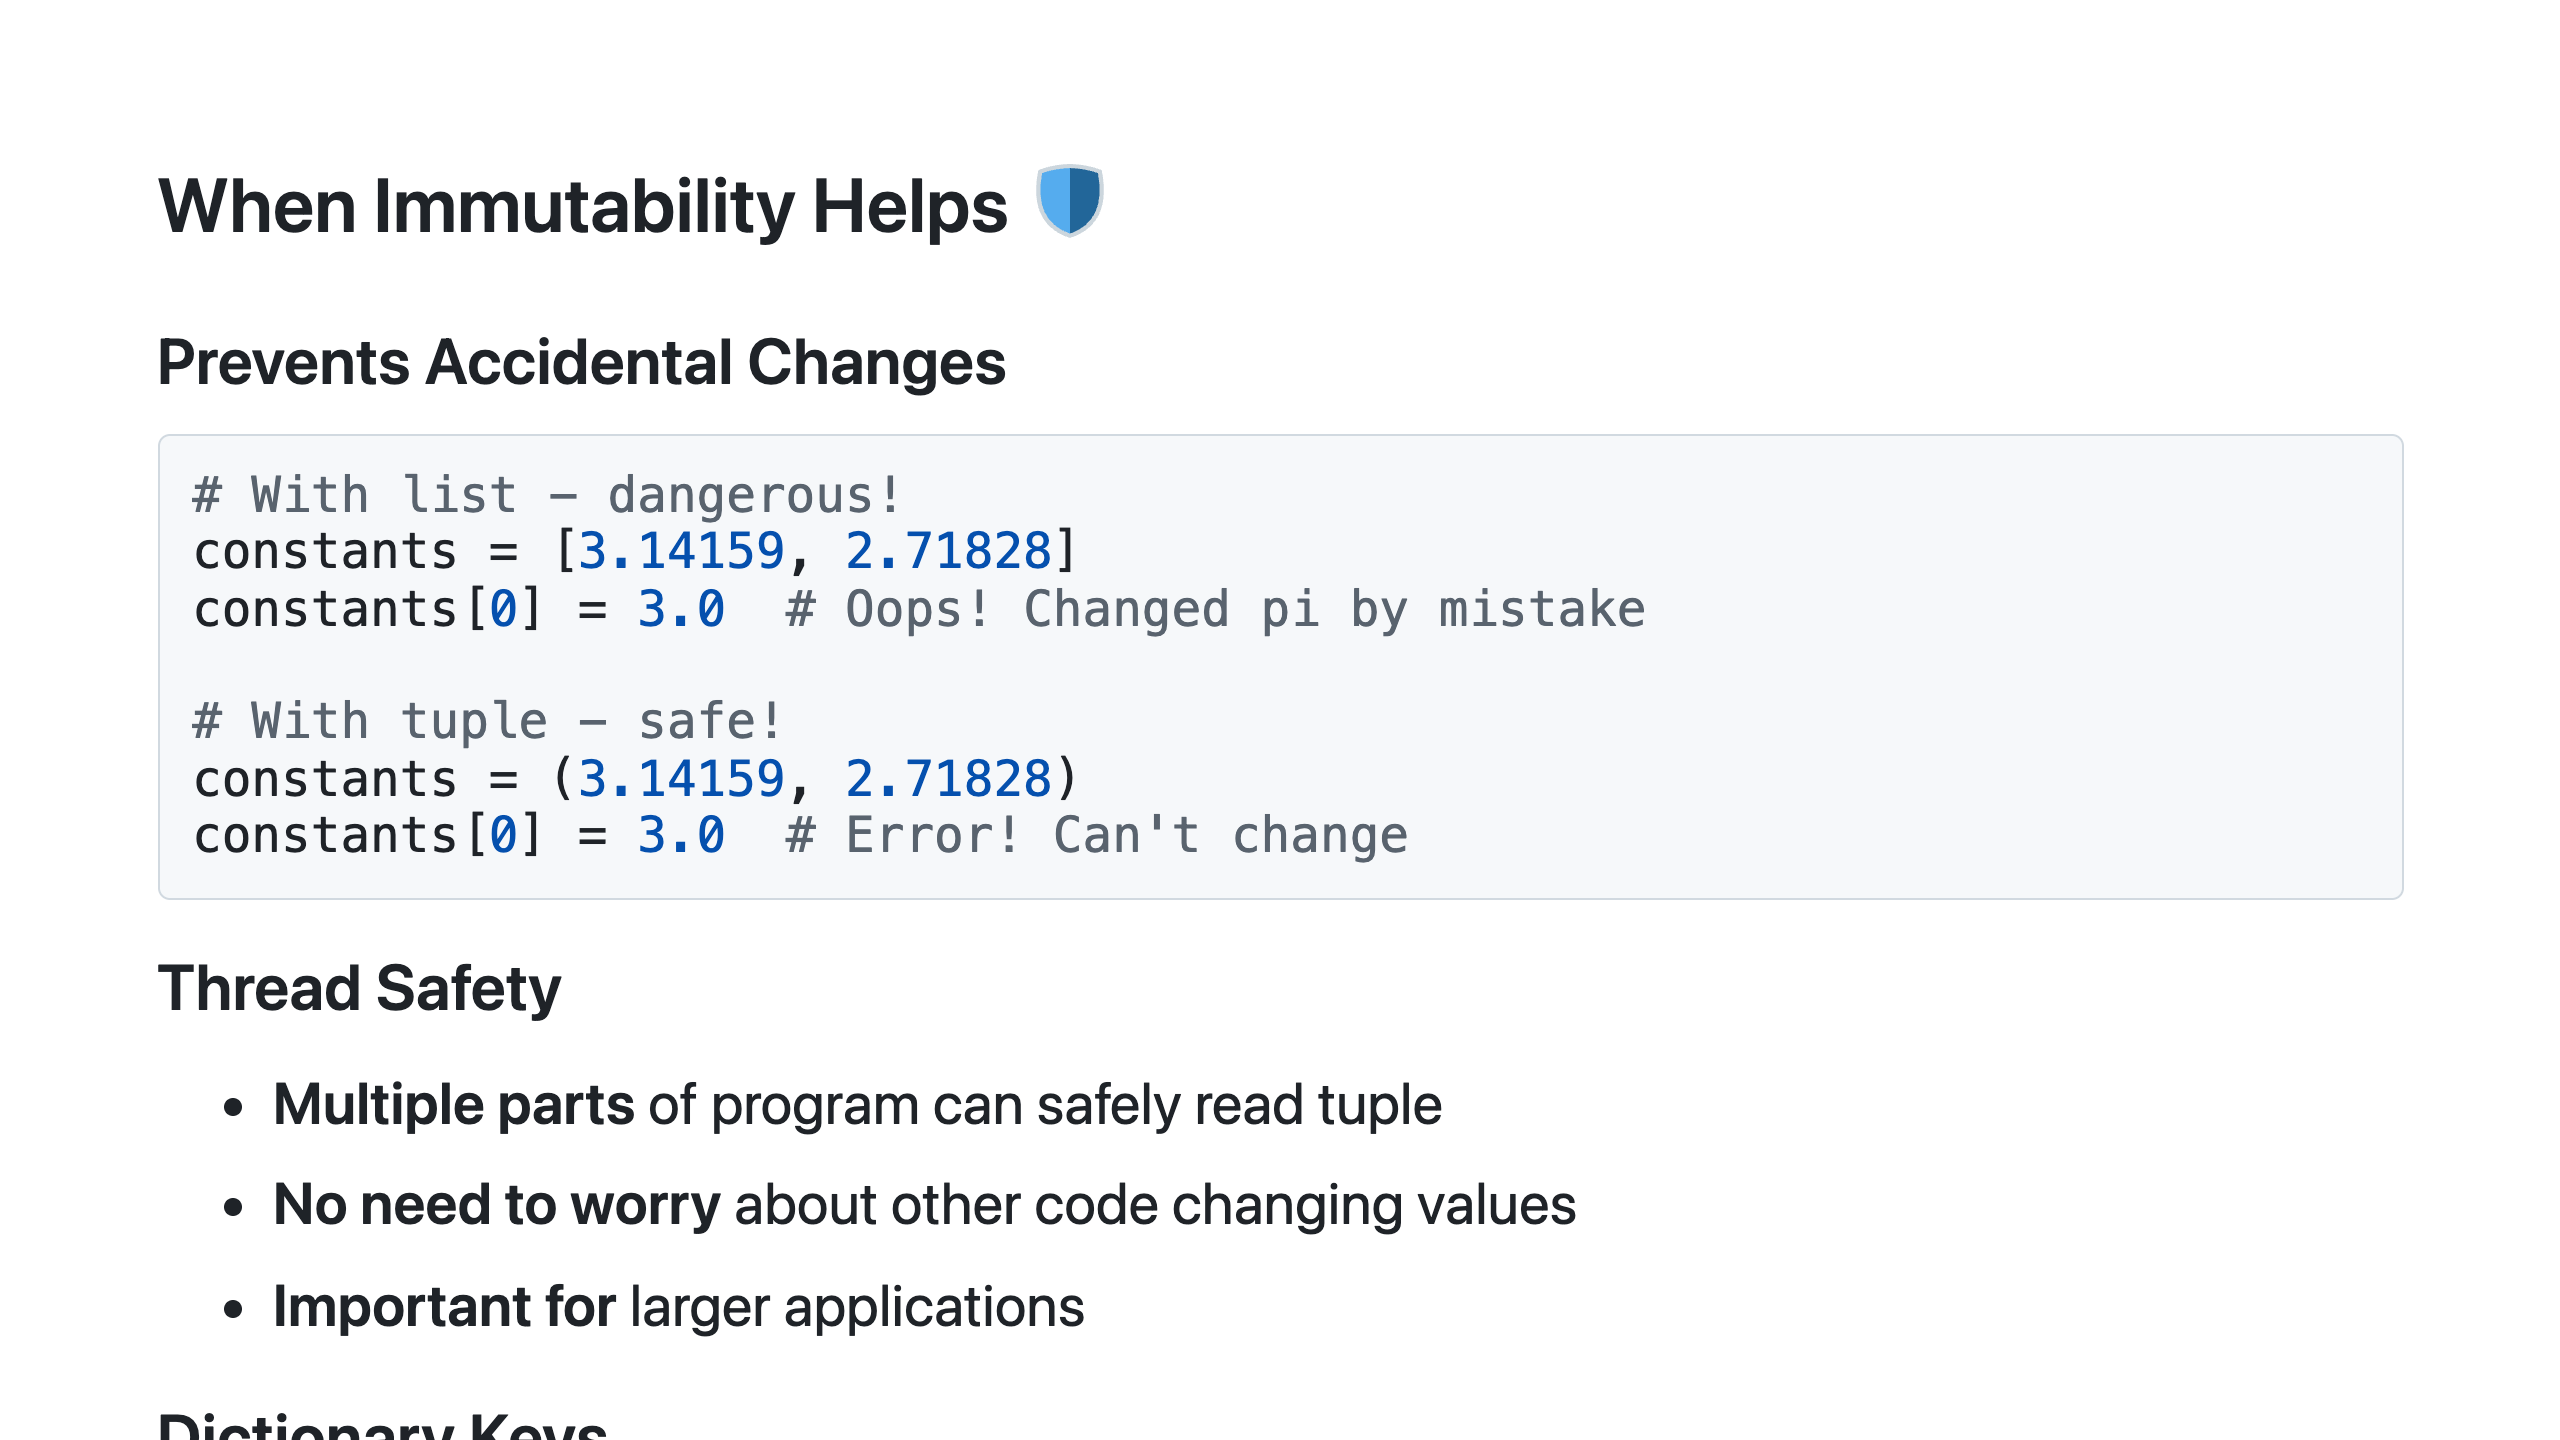 When Immutability Helps 🛡️
Prevents Accidental Changes
# With list - dangerous!
constants = [3.14159, 2.71828]
constants[0] = 3.0  # Oops! Changed pi by mistake
# With tuple - safe!
constants = (3.14159, 2.71828)
constants[0] = 3.0  # Error! Can't change
Thread Safety
• Multiple parts of program can safely read tuple
• No need to worry about other code changing values
• Important for larger applications
Dictionary Keys